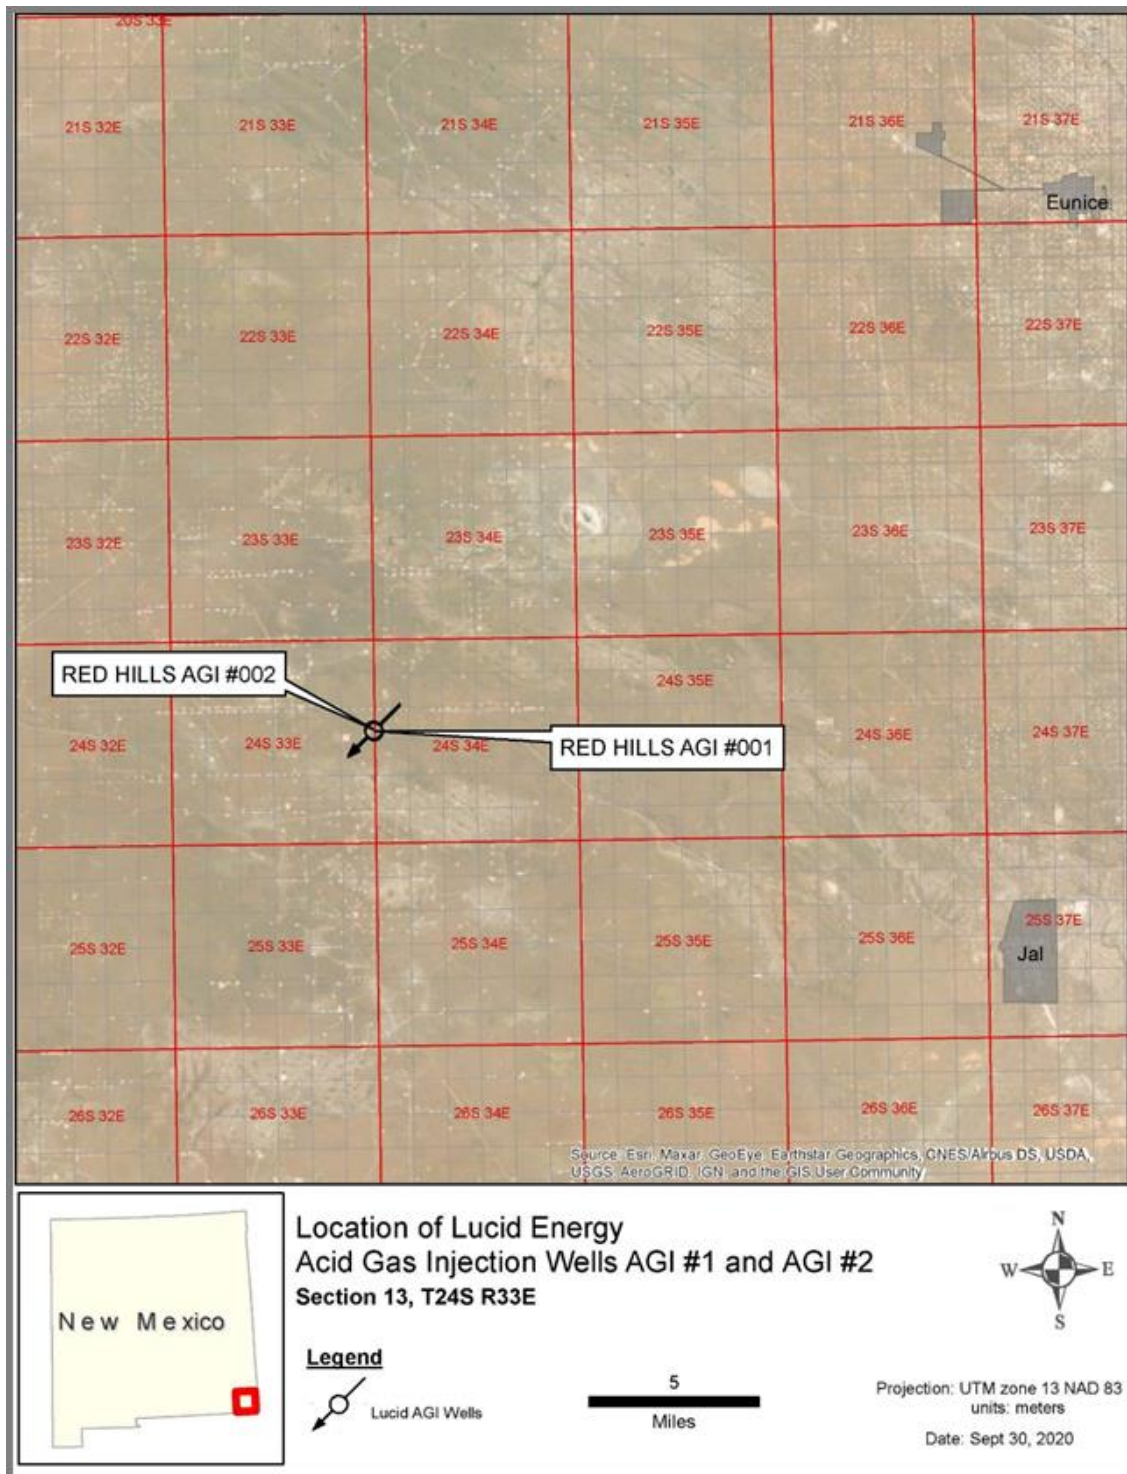 20S 33E
21S 32E
21S 33E
21S 34E
21S 35E
21S 36E
21S 37E
Eunice
22S 32E
22S 33E
22S 34E
22S 35E
22S 36E
22S 37E
23S 32E
23S 33E
23S 34E
23S 35E
23S 36E
23S 37E
RED HILLS AGI #002
24S 35E
24S 32E
24S 33E
24S 34E
RED HILLS AGI #001
24S 36E
24S 37E
25S 32E
25S 33E
25S 34E
25S 35E
25S 36E
25S 37E
Jal
26S 32E
26S 33E
26S 34E
26S 35E
26S 36E
26S 37E
Source: Esri, Maxar, GeoEye, Earthstar Geographics, CNES/Airbus DS, USDA,
USGS, AeroGRID, IGN, and the GIS User Community
New Mexico
Location of Lucid Energy
Acid Gas Injection Wells AGI #1 and AGI #2
Section 13, T24S R33E
Legend
Lucid AGI Wells
5
Miles
N
W
E
S
Projection: UTM zone 13 NAD 83
units: meters
Date: Sept 30, 2020